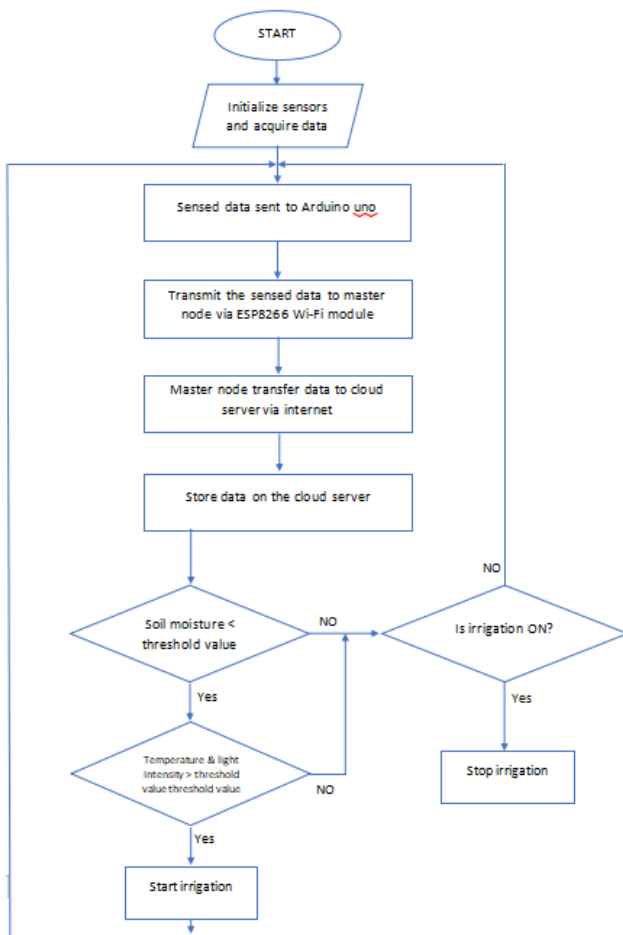 START
Initialize sensors
and acquire data
Sensed data sent to Arduino uno
Transmit the sensed data to master
node via ESP8266 Wi-Fi module
Master node transfer data to cloud
server via internet
Store data on the cloud server
NO
Soil moisture <
threshold value
NO
Is irrigation ON?
Yes
Yes
Temperature & light
intensity > threshold
value threshold value
NO
Stop irrigation
Yes
Start irrigation